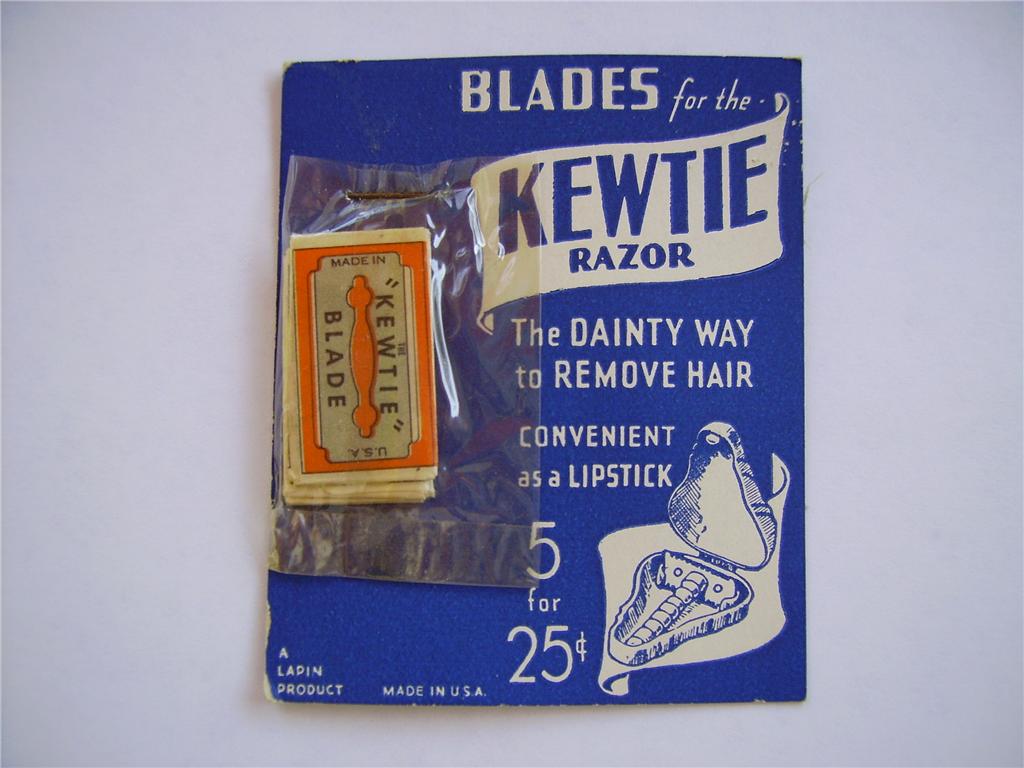 BLADES for the
KEWTIE
RAZOR
The DAINTY WAY
to REMOVE HAIR
CONVENIENT
as a LIPSTICK
5
for
25¢
MADE IN
THE
"KEWTIE"
BLADE
U.S.A.
A
LAPIN
PRODUCT
MADE IN U.S.A.